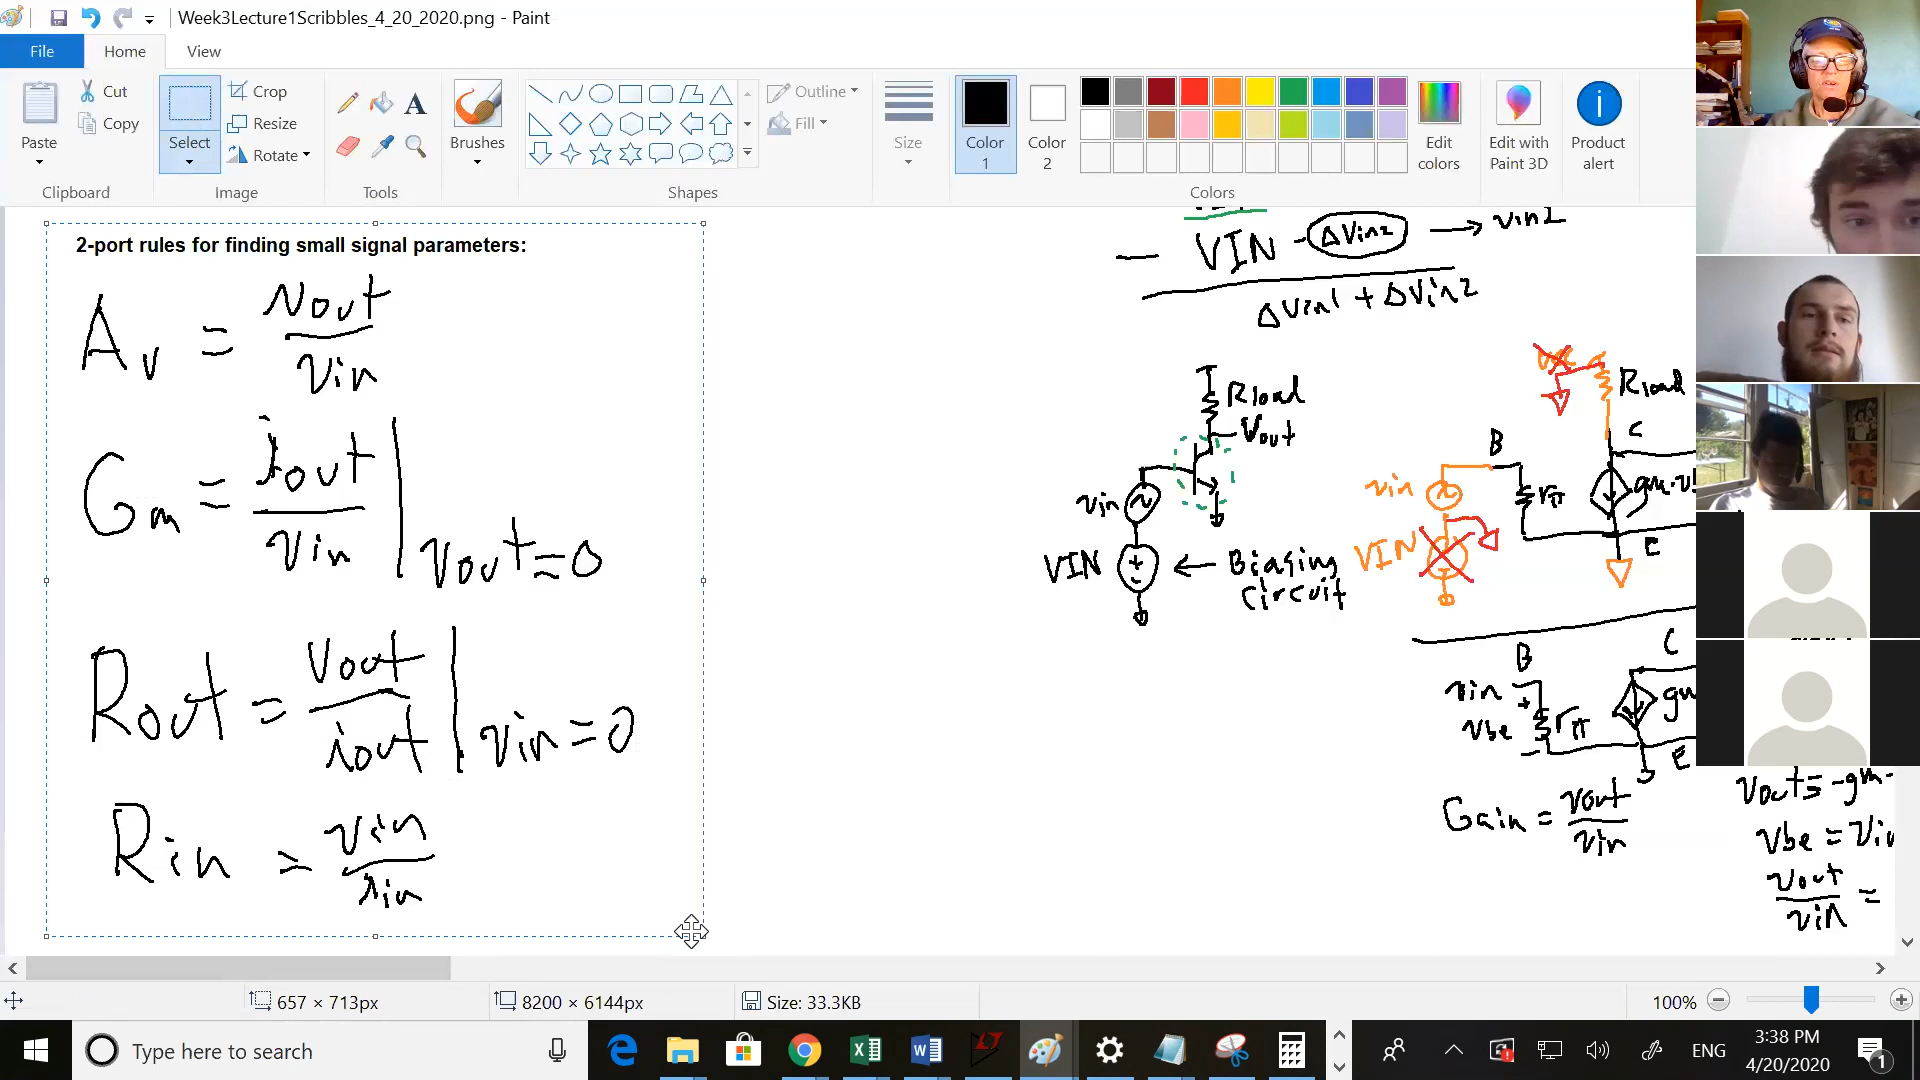 Week3Lecture1Scribbles_4_20_2020.png - Paint
File Home View
Paste
Cut
Copy
Clipboard
Select
Crop
Resize
Rotate
Image
A
Tools
Brushes
Shapes
Outline
Fill
Size
Color 1
Color 2
Colors
Edit colors
Edit with Paint 3D
Product alert
2-port rules for finding small signal parameters:
Av = vout / vin
Gm = iout / vin | vout=0
Rout = vout / iout | vin=0
Rin = vin / iin
— VIN - ΔVin2 → vin2
ΔVin1 + ΔVin2
Rload
Vout
vin
VIN + - ← Biasing circuit
Rload
C
B
vin
rπ
VIN
E
B
C
vin
+
vbe
rπ
E
Gain = vout / vin
vout = -gm
vbe =
vout / vin =
657 × 713px
8200 × 6144px
Size: 33.3KB
100%
Type here to search
ENG
3:38 PM
4/20/2020
1